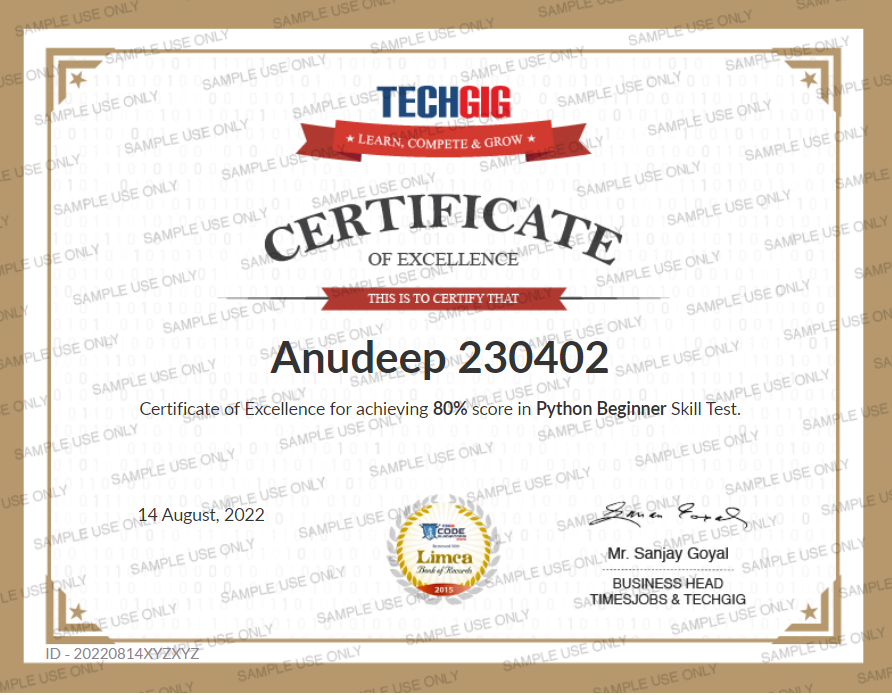 TECHGIG
★ LEARN, COMPETE & GROW ★
CERTIFICATE
OF EXCELLENCE
THIS IS TO CERTIFY THAT
Anudeep 230402
Certificate of Excellence for achieving 80% score in Python Beginner Skill Test.
14 August, 2022
CODE
Limca
Book of Records
2015
Mr. Sanjay Goyal
BUSINESS HEAD
TIMESJOBS & TECHGIG
ID - 20220814XYZXYZ
SAMPLE USE ONLY